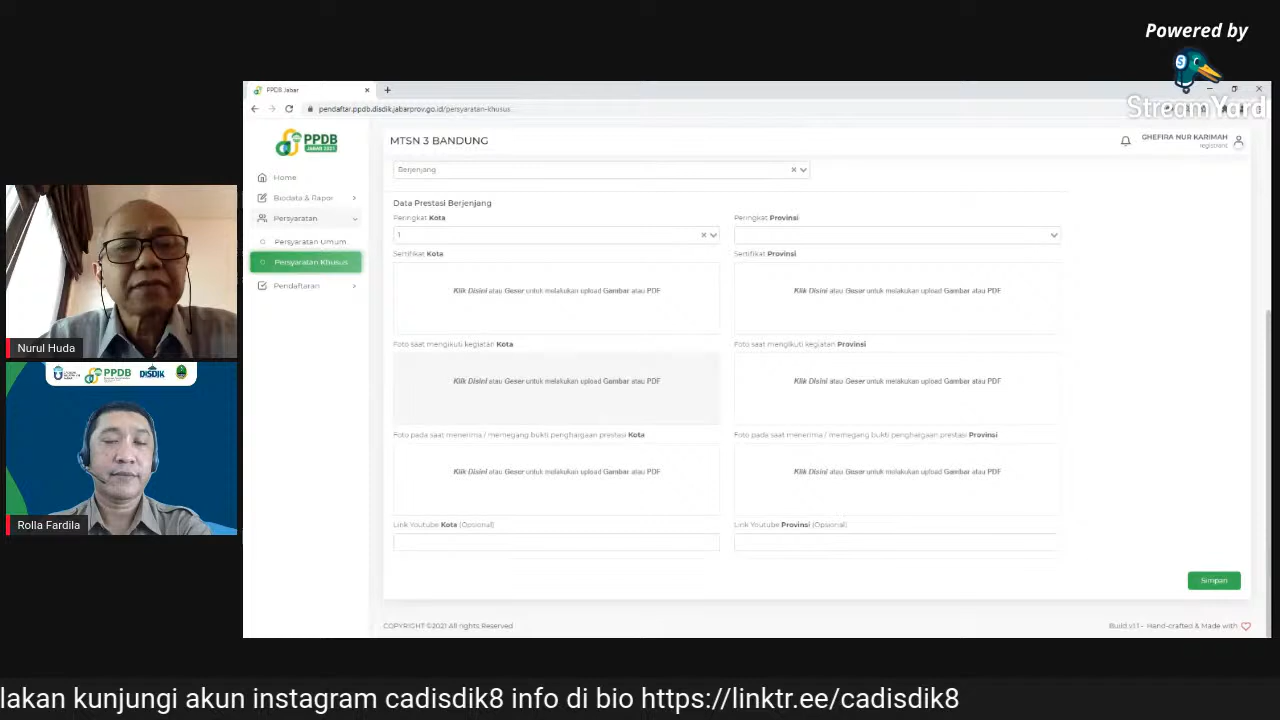 Powered by
StreamYard
PPDB Jabar
pendaftar.ppdb.disdik.jabarprov.go.id/persyaratan-khusus
PPDB
JABAR 2021
MTSN 3 BANDUNG
GHEFIRA NUR KARIMAH
registrant
Home
Biodata & Rapor
Persyaratan
Persyaratan Umum
Persyaratan Khusus
Pendaftaran
Berjenjang
Data Prestasi Berjenjang
Peringkat Kota
Peringkat Provinsi
1
Sertifikat Kota
Sertifikat Provinsi
Klik Disini atau Geser untuk melakukan upload Gambar atau PDF
Klik Disini atau Geser untuk melakukan upload Gambar atau PDF
Foto saat mengikuti kegiatan Kota
Foto saat mengikuti kegiatan Provinsi
Klik Disini atau Geser untuk melakukan upload Gambar atau PDF
Klik Disini atau Geser untuk melakukan upload Gambar atau PDF
Foto pada saat menerima / memegang bukti penghargaan prestasi Kota
Foto pada saat menerima / memegang bukti penghargaan prestasi Provinsi
Klik Disini atau Geser untuk melakukan upload Gambar atau PDF
Klik Disini atau Geser untuk melakukan upload Gambar atau PDF
Link Youtube Kota (Opsional)
Link Youtube Provinsi (Opsional)
Simpan
COPYRIGHT ©2021 All rights Reserved
Build.v1.1 - Hand-crafted & Made with
Nurul Huda
PPDB
DISDIK
Rolla Fardila
lakan kunjungi akun instagram cadisdik8 info di bio https://linktr.ee/cadisdik8